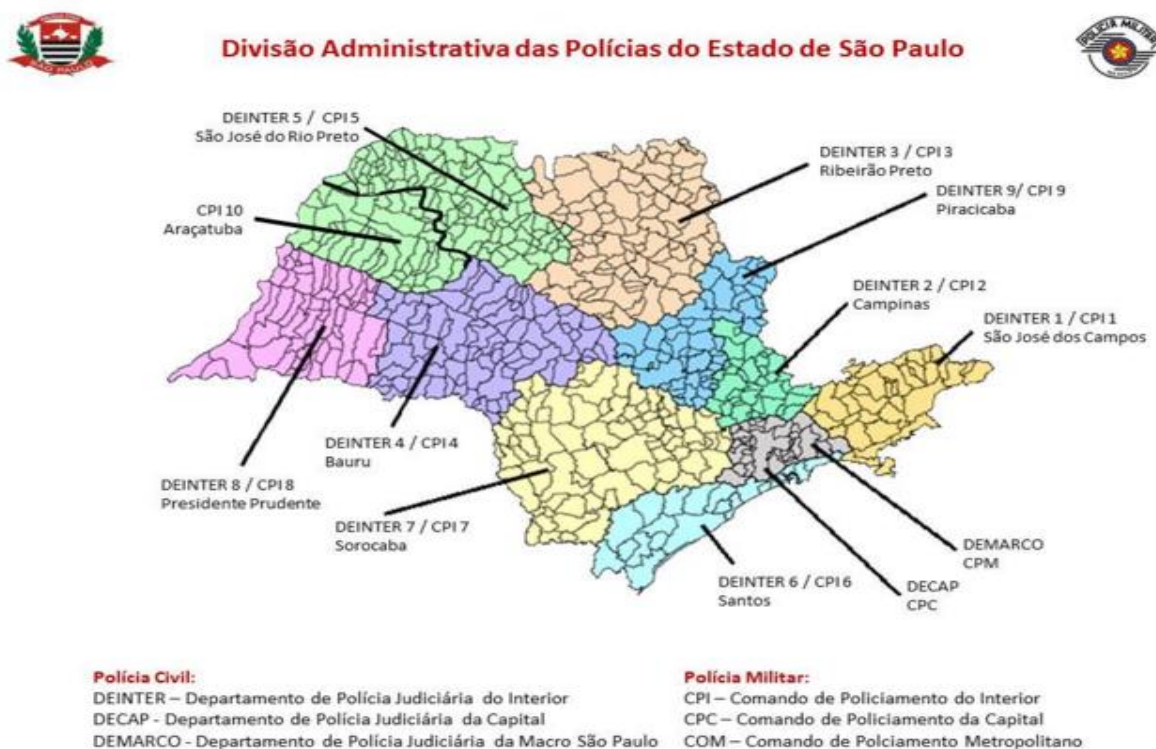 Divisão Administrativa das Polícias do Estado de São Paulo
SÃO PAULO
POLÍCIA MILITAR
DEINTER 5 / CPI 5
São José do Rio Preto
DEINTER 3 / CPI 3
Ribeirão Preto
DEINTER 9/ CPI 9
Piracicaba
CPI 10
Araçatuba
DEINTER 2 / CPI 2
Campinas
DEINTER 1 / CPI 1
São José dos Campos
DEINTER 4 / CPI 4
Bauru
DEINTER 8 / CPI 8
Presidente Prudente
DEINTER 7 / CPI 7
Sorocaba
DEMARCO
CPM
DEINTER 6 / CPI 6
Santos
DECAP
CPC
Polícia Civil:
DEINTER – Departamento de Polícia Judiciária do Interior
DECAP - Departamento de Polícia Judiciária da Capital
DEMARCO - Departamento de Polícia Judiciária da Macro São Paulo
Polícia Militar:
CPI – Comando de Policiamento do Interior
CPC – Comando de Policiamento da Capital
COM – Comando de Polciamento Metropolitano